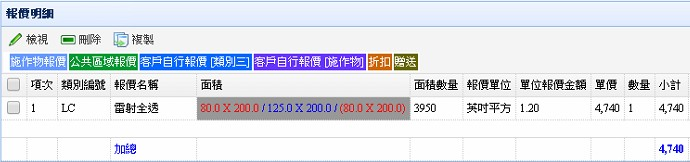 報價明細
檢視 刪除 複製
施作物報價 公共區域報價 客戶自行報價 [類別三] 客戶自行報價 [施作物] 折扣 贈送
項次 類別編號 報價名稱 面積 面積數量 報價單位 單位報價金額 單價 數量 小計
1 LC 雷射全透 80.0 X 200.0 / 125.0 X 200.0 / (80.0 X 200.0) 3950 英吋平方 1.20 4,740 1 4,740
加總 4,740